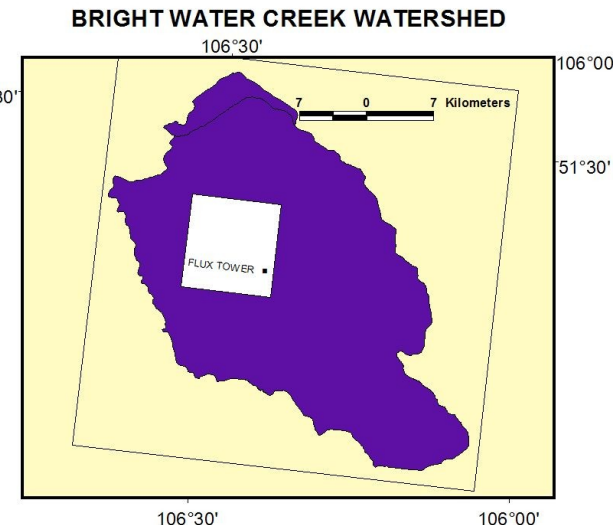 BRIGHT WATER CREEK WATERSHED
106°30'
106°00
30'
7 0 7 Kilometers
51°30'
FLUX TOWER
106°30'
106°00'